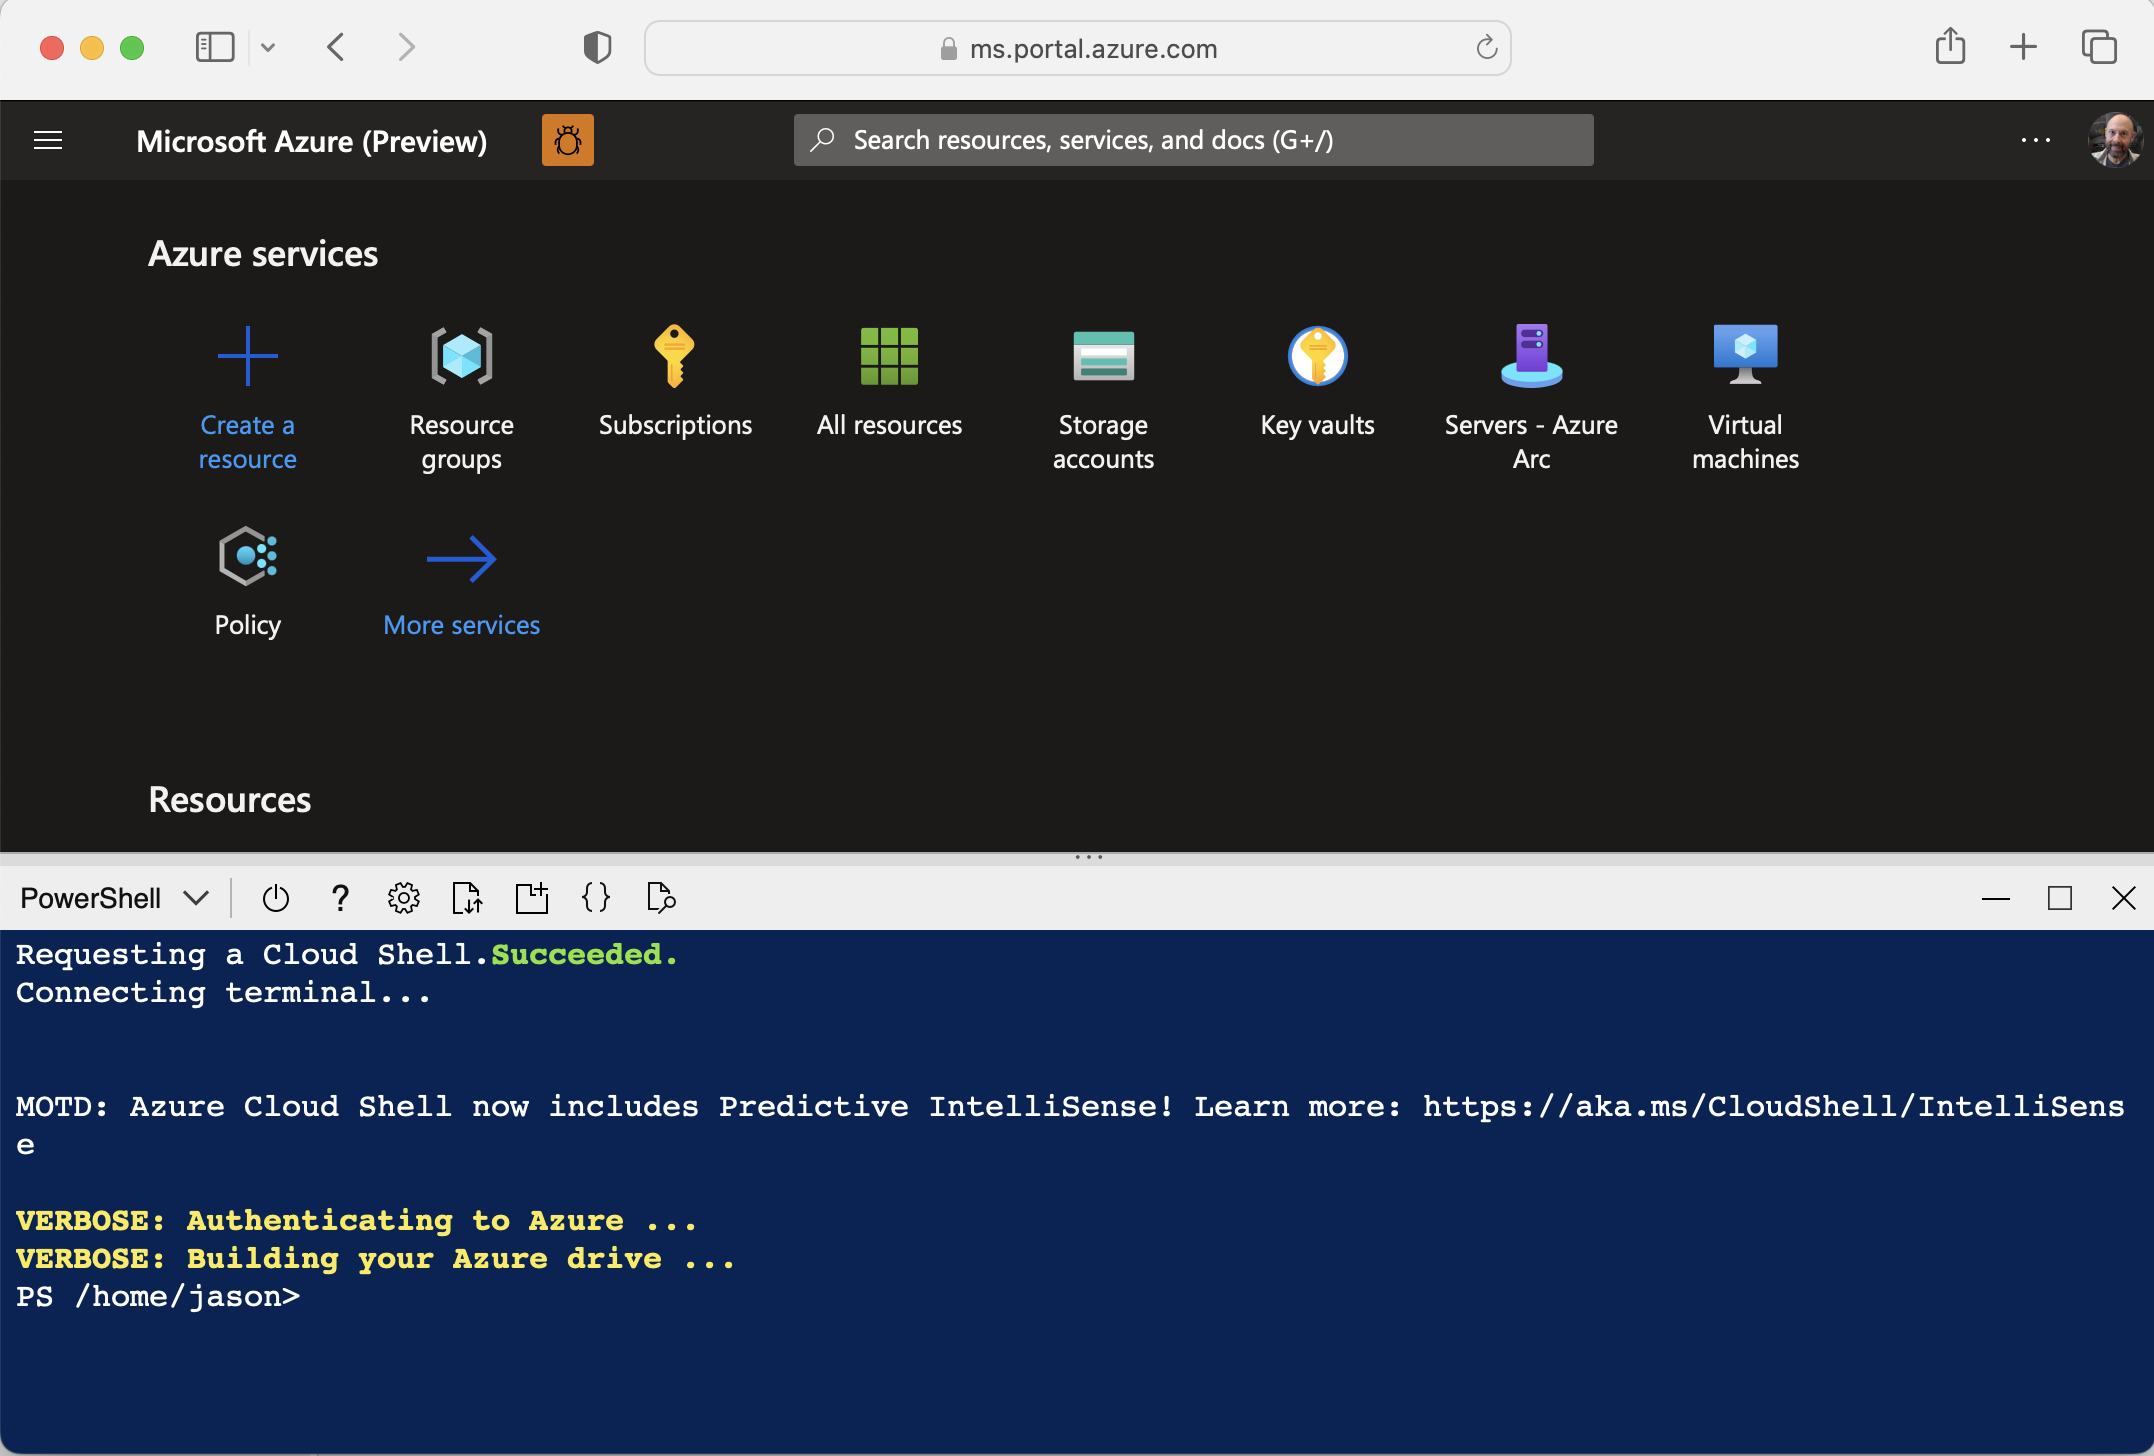 ms.portal.azure.com
Microsoft Azure (Preview)
Search resources, services, and docs (G+/)
Azure services
Create a
resource
Resource
groups
Subscriptions
All resources
Storage
accounts
Key vaults
Servers - Azure
Arc
Virtual
machines
Policy
More services
Resources
PowerShell
Requesting a Cloud Shell.Succeeded.
Connecting terminal...
MOTD: Azure Cloud Shell now includes Predictive IntelliSense! Learn more: https://aka.ms/CloudShell/IntelliSens
e
VERBOSE: Authenticating to Azure ...
VERBOSE: Building your Azure drive ...
PS /home/jason>